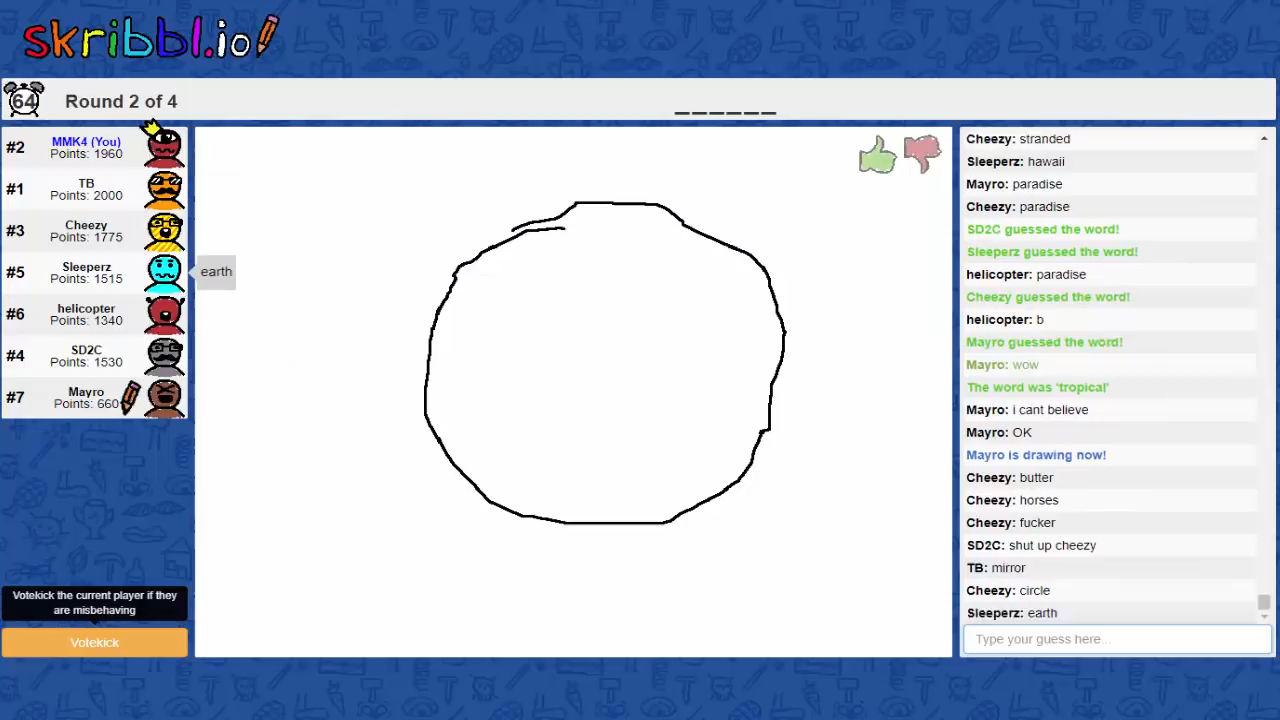 skribbl.io
64
Round 2 of 4
______
#2
MMK4 (You)
Points: 1960
#1
TB
Points: 2000
#3
Cheezy
Points: 1775
#5
Sleeperz
Points: 1515
earth
#6
helicopter
Points: 1340
#4
SD2C
Points: 1530
#7
Mayro
Points: 660
Votekick the current player if they
are misbehaving
Votekick
Cheezy: stranded
Sleeperz: hawaii
Mayro: paradise
Cheezy: paradise
SD2C guessed the word!
Sleeperz guessed the word!
helicopter: paradise
Cheezy guessed the word!
helicopter: b
Mayro guessed the word!
Mayro: wow
The word was 'tropical'
Mayro: i cant believe
Mayro: OK
Mayro is drawing now!
Cheezy: butter
Cheezy: horses
Cheezy: fucker
SD2C: shut up cheezy
TB: mirror
Cheezy: circle
Sleeperz: earth
Type your guess here...